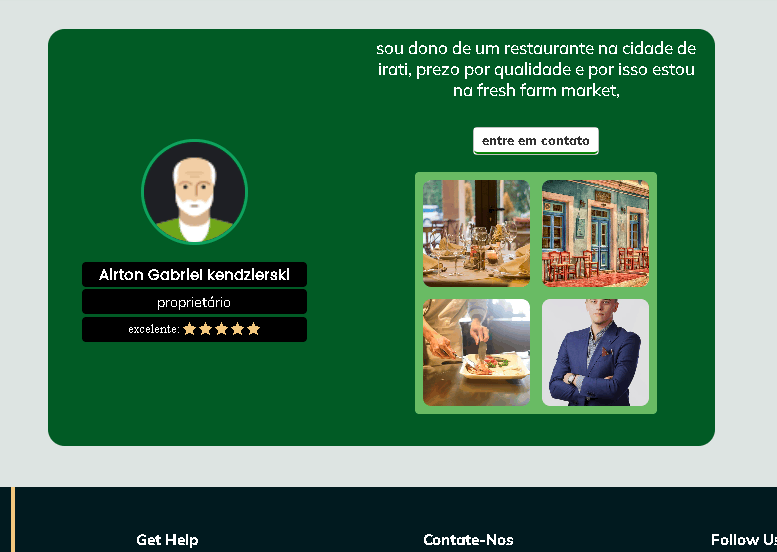 sou dono de um restaurante na cidade de
irati, prezo por qualidade e por isso estou
na fresh farm market,
entre em contato
Airton Gabriel kendzierski
proprietário
excelente:
Get Help
Contate-Nos
Follow Us